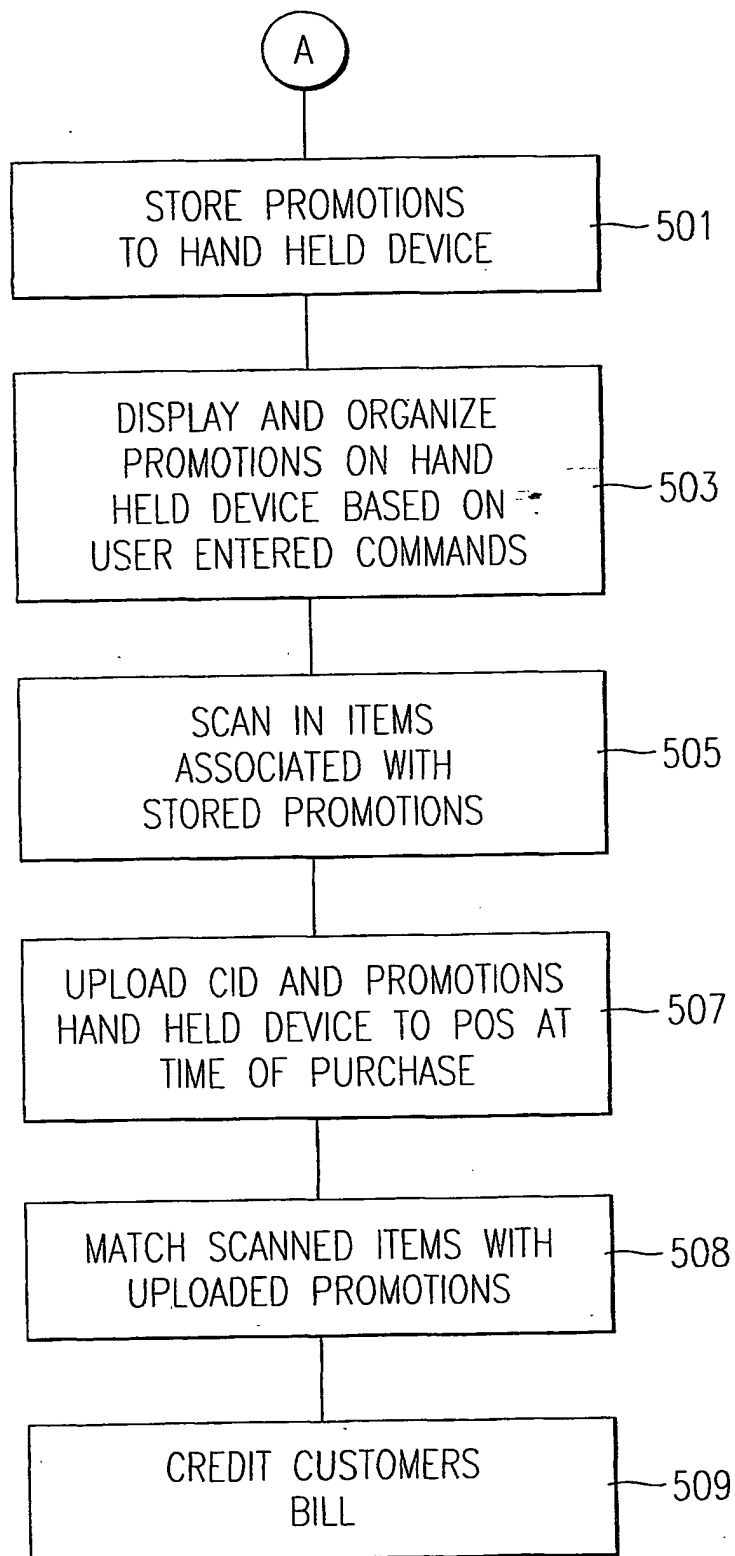 A
STORE PROMOTIONS
TO HAND HELD DEVICE
501
DISPLAY AND ORGANIZE
PROMOTIONS ON HAND
HELD DEVICE BASED ON
USER ENTERED COMMANDS
503
SCAN IN ITEMS
ASSOCIATED WITH
STORED PROMOTIONS
505
UPLOAD CID AND PROMOTIONS
HAND HELD DEVICE TO POS AT
TIME OF PURCHASE
507
MATCH SCANNED ITEMS WITH
UPLOADED PROMOTIONS
508
CREDIT CUSTOMERS
BILL
509